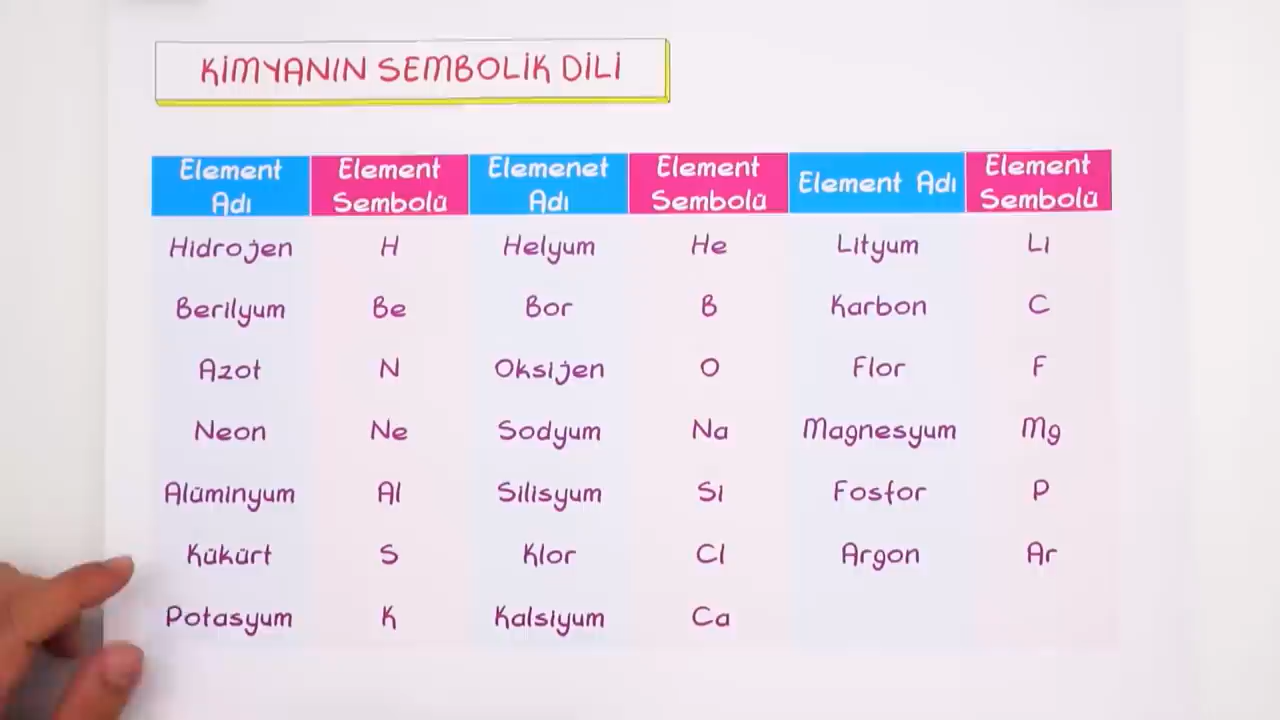 KİMYANIN SEMBOLİK DİLİ
Element Adı Element Sembolü Elemenet Adı Element Sembolü Element Adı Element Sembolü
Hidrojen H Helyum He Lityum Li
Berilyum Be Bor B Karbon C
Azot N Oksijen O Flor F
Neon Ne Sodyum Na Magnesyum Mg
Alüminyum Al Silisyum Si Fosfor P
Kükürt S Klor Cl Argon Ar
Potasyum K Kalsiyum Ca